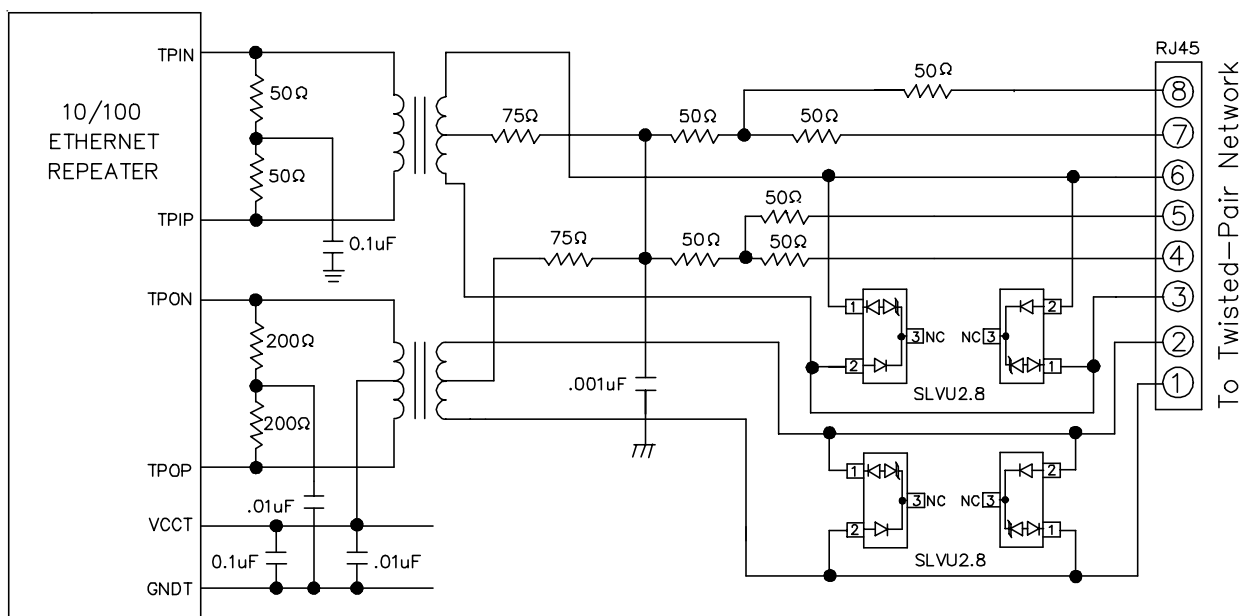 10/100
ETHERNET
REPEATER
TPIN
50Ω
50Ω
TPIP
0.1uF
TPON
200Ω
200Ω
TPOP
.01uF
VCCT
0.1uF
.01uF
GNDT
75Ω
75Ω
50Ω
50Ω
50Ω
50Ω
50Ω
50Ω
.001uF
1
2
3 NC
NC 3
2
1
SLVU2.8
1
2
3 NC
NC 3
2
1
SLVU2.8
RJ45
8
7
6
5
4
3
2
1
To Twisted-Pair Network